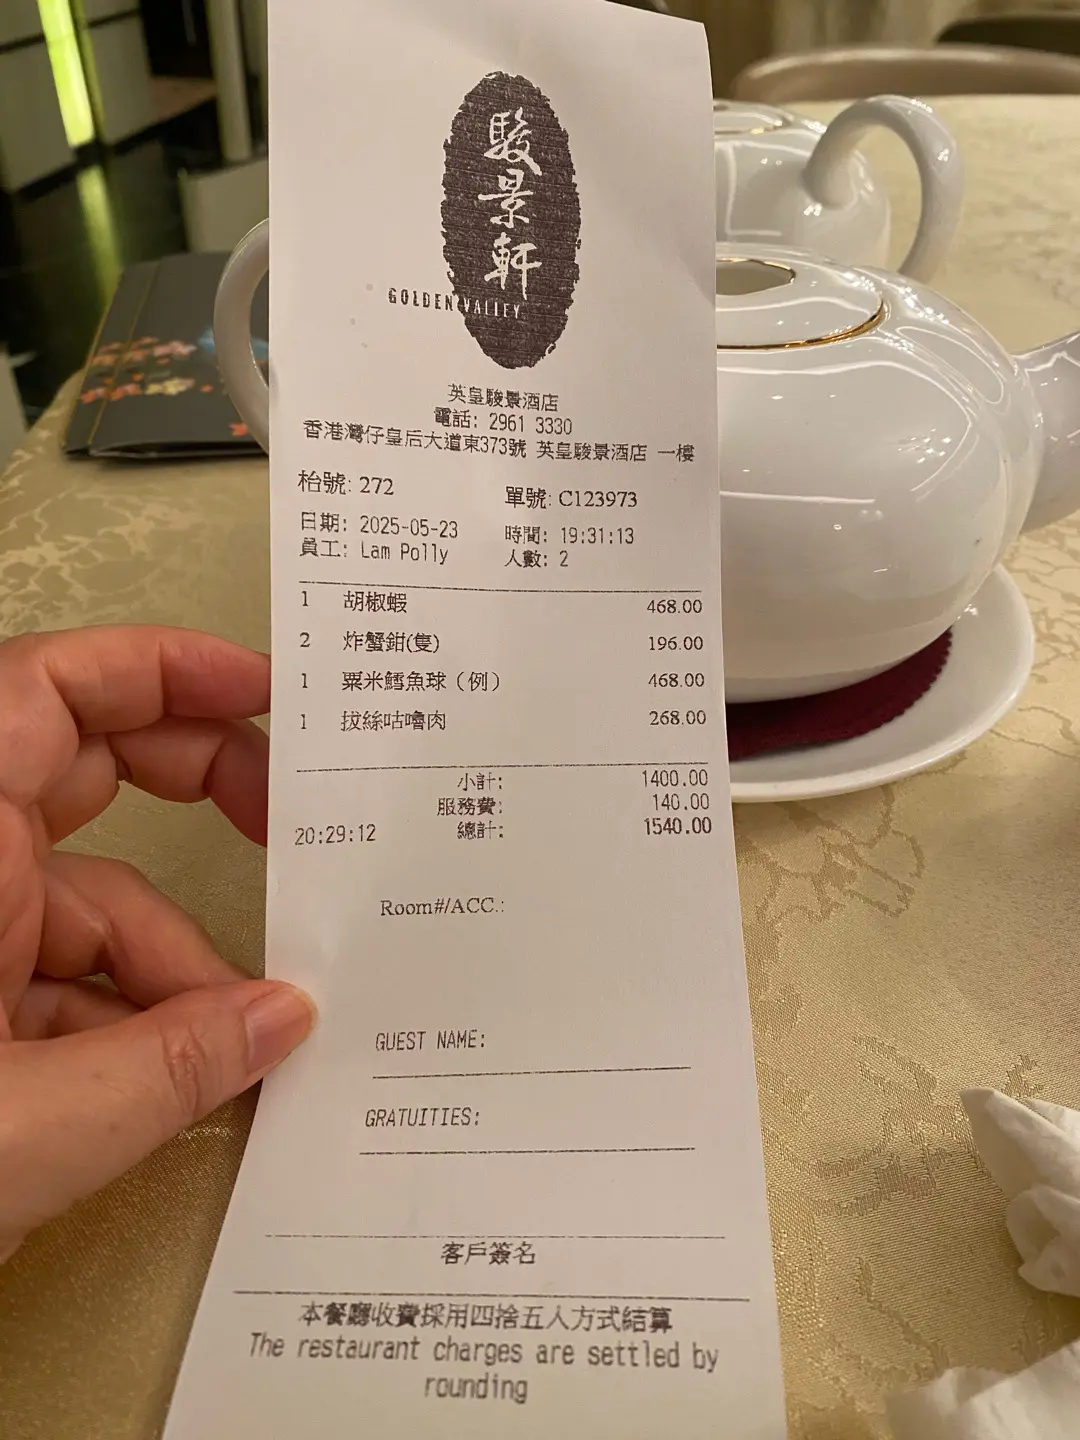 駿景軒
GOLDEN VALLEY
英皇駿景酒店
電話: 2961 3330
香港灣仔皇后大道東373號 英皇駿景酒店 一樓
枱號: 272 單號: C123973
日期: 2025-05-23 時間: 19:31:13
員工: Lam Polly 人數: 2
1 胡椒蝦 468.00
2 炸蟹鉗(隻) 196.00
1 粟米鱈魚球（例） 468.00
1 拔絲咕嚕肉 268.00
小計: 1400.00
服務費: 140.00
20:29:12 總計: 1540.00
Room#/ACC.:
GUEST NAME:
GRATUITIES:
客戶簽名
本餐廳收費採用四捨五入方式結算
The restaurant charges are settled by
rounding